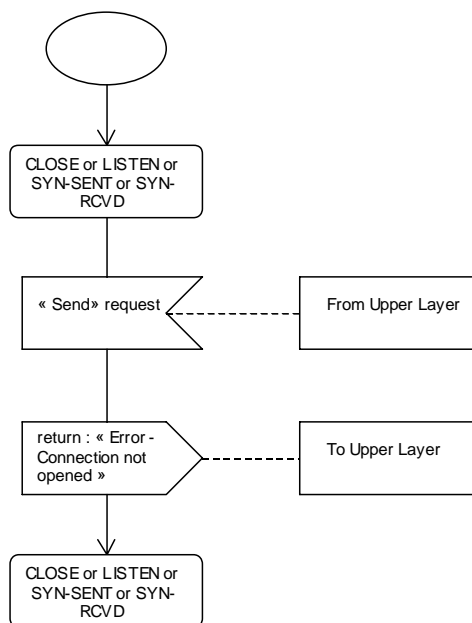 CLOSE or LISTEN or
SYN-SENT or SYN-
RCVD
« Send» request
From Upper Layer
return : « Error -
Connection not
opened »
To Upper Layer
CLOSE or LISTEN or
SYN-SENT or SYN-
RCVD